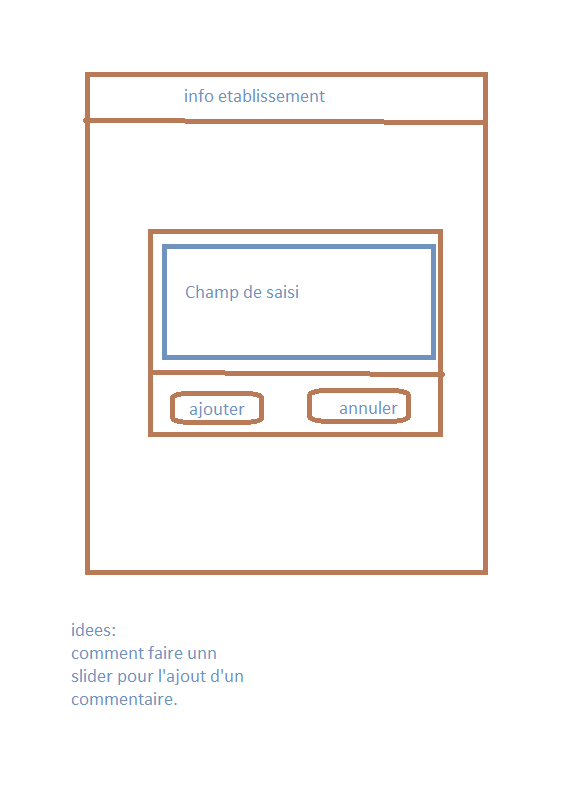 info etablissement
Champ de saisi
ajouter
annuler
idees:
comment faire unn
slider pour l'ajout d'un
commentaire.